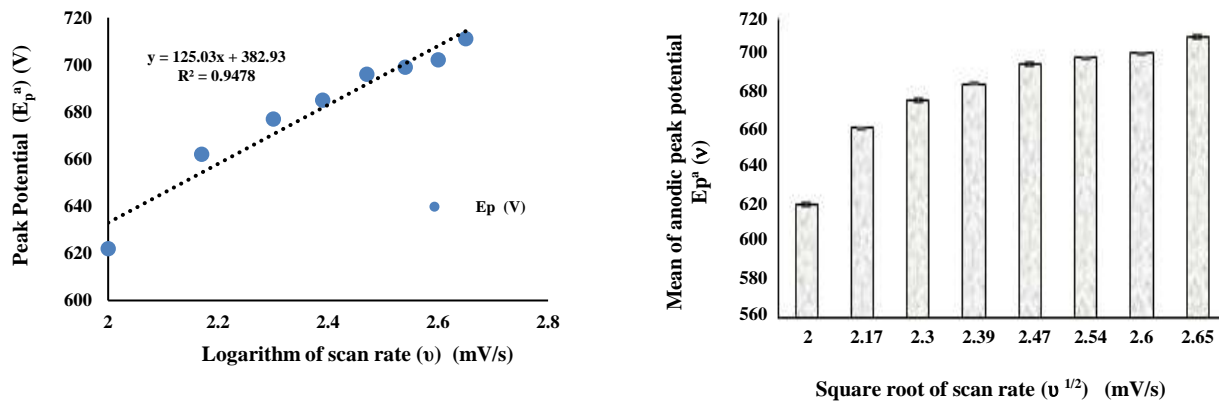 720
700
680
660
640
620
600
y = 125.03x + 382.93
R² = 0.9478
Ep (V)
2 2.2 2.4 2.6 2.8
Logarithm of scan rate (υ) (mV/s)
Peak Potential (Eₚᵃ) (V)
720
700
680
660
640
620
600
700
580
560
2 2.17 2.3 2.39 2.47 2.54 2.6 2.65
Square root of scan rate (υ ¹/²) (mV/s)
Mean of anodic peak potential
Epᵃ (ν)